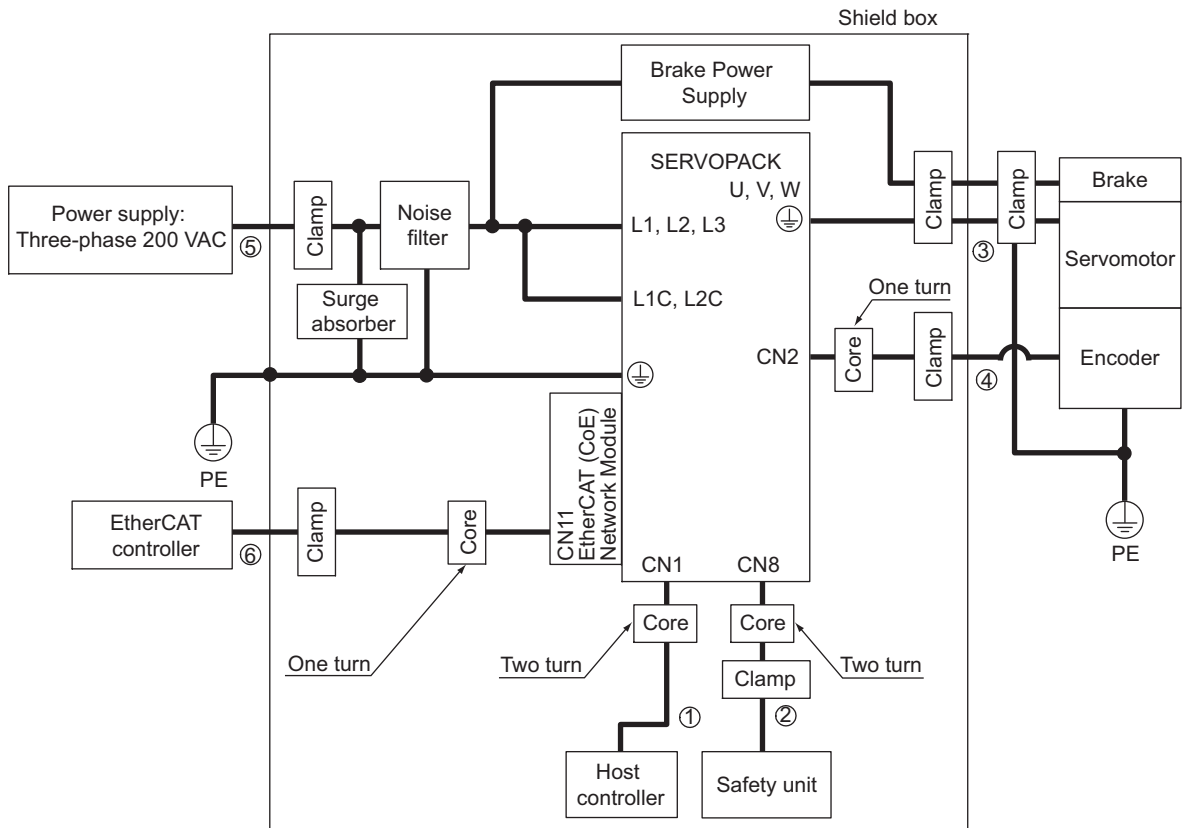 Shield box
Brake Power
Supply
SERVOPACK
U, V, W
Clamp
Clamp
Brake
Power supply:
Three-phase 200 VAC
⑤
Clamp
Noise
filter
L1, L2, L3
③
Servomotor
Surge
absorber
L1C, L2C
One turn
CN2
Core
Clamp
④
Encoder
PE
CN11
EtherCAT (CoE)
Network Module
EtherCAT
controller
⑥
Clamp
Core
PE
CN1
CN8
Core
Core
One turn
Two turn
Two turn
Clamp
①
②
Host
controller
Safety unit